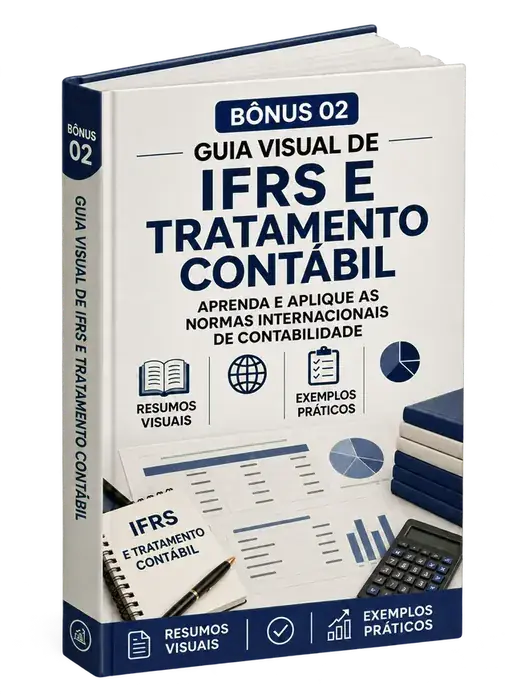 BÔNUS
02
GUIA VISUAL DE IFRS E TRATAMENTO CONTÁBIL
BÔNUS 02
GUIA VISUAL DE
IFRS E
TRATAMENTO
CONTÁBIL
APRENDA E APLIQUE AS
NORMAS INTERNACIONAIS
DE CONTABILIDADE
RESUMOS
VISUAIS
EXEMPLOS
PRÁTICOS
IFRS
E TRATAMENTO
CONTÁBIL
RESUMOS
VISUAIS
EXEMPLOS
PRÁTICOS